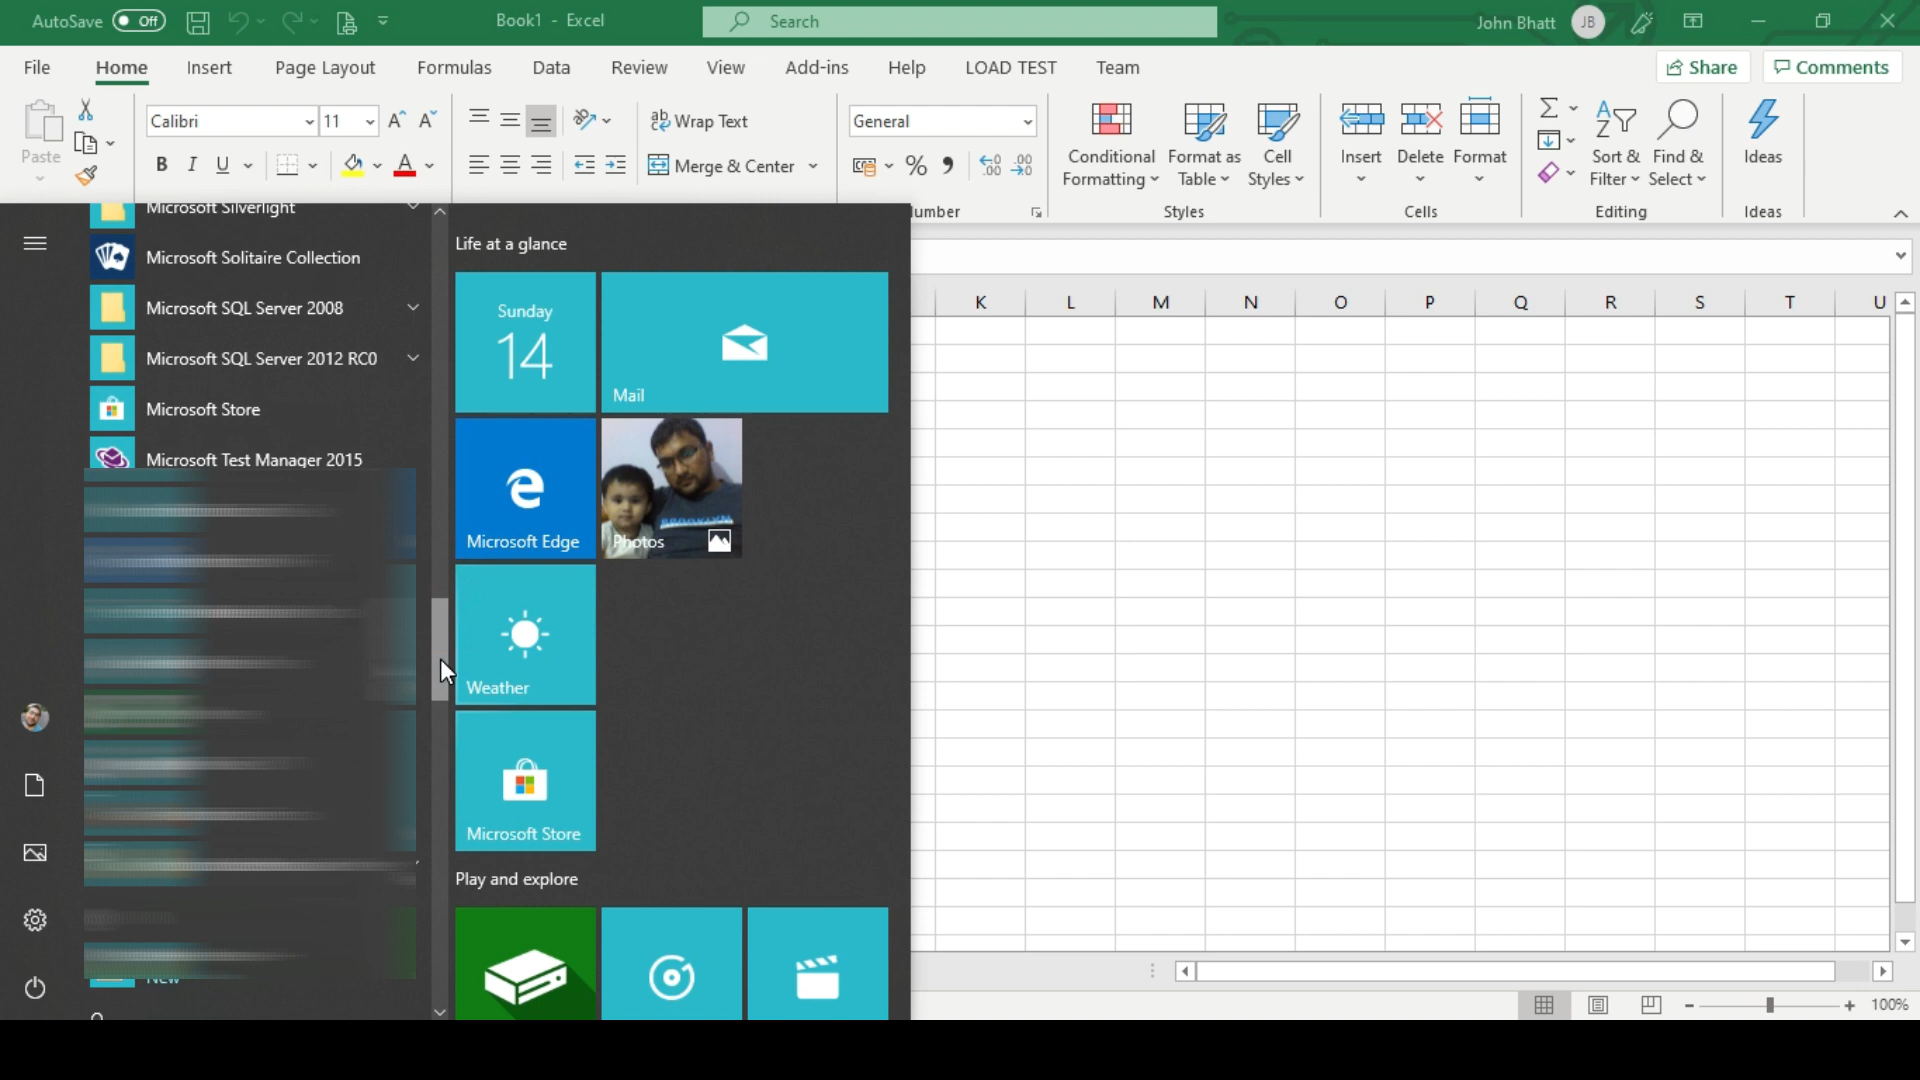 AutoSave Off Book1 - Excel Search John Bhatt JB
File Home Insert Page Layout Formulas Data Review View Add-ins Help LOAD TEST Team Share Comments
Calibri 11 Wrap Text General
Paste B I U Merge & Center % Conditional Formatting Format as Table Cell Styles Insert Delete Format Sort & Filter Find & Select Ideas
Styles Cells Editing Ideas
Microsoft Silverlight
Microsoft Solitaire Collection
Microsoft SQL Server 2008
Microsoft SQL Server 2012 RC0
Microsoft Store
Microsoft Test Manager 2015
New
Life at a glance
Sunday
14
Mail
Microsoft Edge
Photos
BROOKLYN
Weather
Microsoft Store
Play and explore
K L M N O P Q R S T U
100%